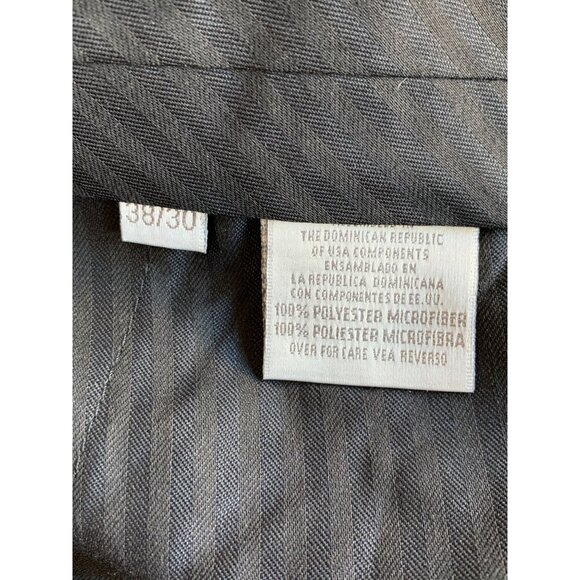 38/30
THE DOMINICAN REPUBLIC
OF USA COMPONENTS
ENSAMBLADO EN
LA REPUBLICA DOMINICANA
CON COMPONENTES DE EE.UU.
100% POLYESTER MICROFIBER
100% POLIESTER MICROFIBRA
OVER FOR CARE VEA REVERSO